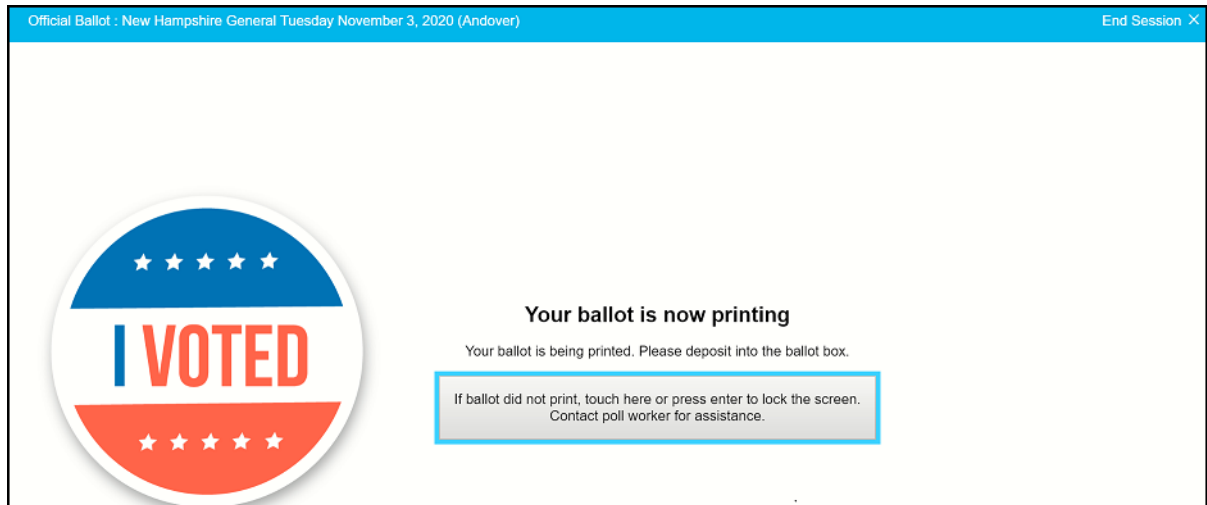 Official Ballot : New Hampshire General Tuesday November 3, 2020 (Andover)
End Session ×
I VOTED
Your ballot is now printing
Your ballot is being printed. Please deposit into the ballot box.
If ballot did not print, touch here or press enter to lock the screen.
Contact poll worker for assistance.